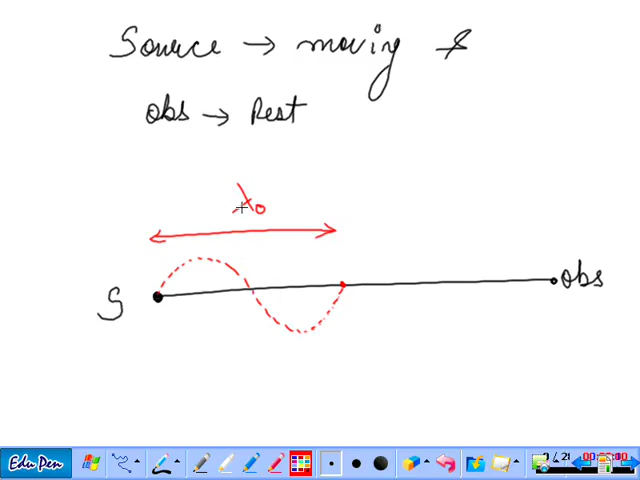 Source → moving &
Obs → Rest
λ₀
S
obs
Edu Pen